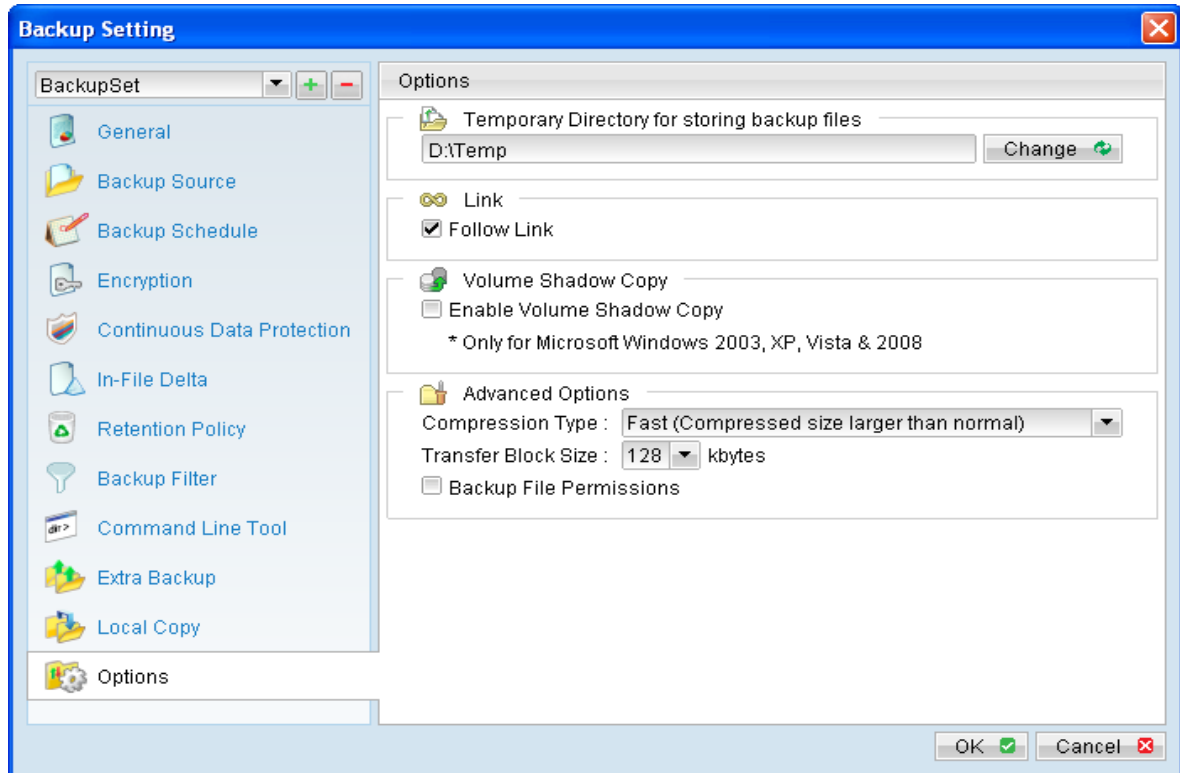 Backup Setting
BackupSet
General
Backup Source
Backup Schedule
Encryption
Continuous Data Protection
In-File Delta
Retention Policy
Backup Filter
dir>
Command Line Tool
Extra Backup
Local Copy
Options
Options
Temporary Directory for storing backup files
D:\Temp
Change
Link
Follow Link
Volume Shadow Copy
Enable Volume Shadow Copy
* Only for Microsoft Windows 2003, XP, Vista & 2008
Advanced Options
Compression Type : Fast (Compressed size larger than normal)
Transfer Block Size : 128 kbytes
Backup File Permissions
OK
Cancel